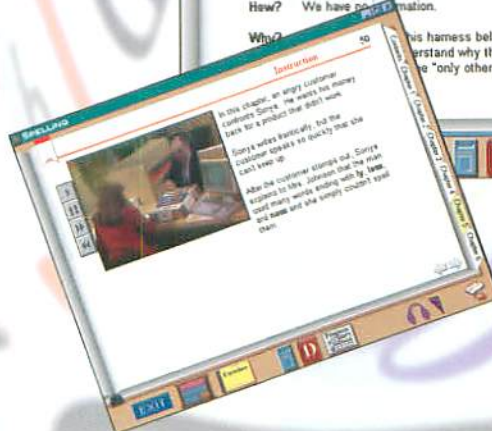 How? We have no information.
Why? his harness bel
erstand why th
e "only other
SPELLING
Instruction
50
In this chapter, an angry customer
confronts Sonya. He wants his money
back for a product that didn't work.
Sonya writes frantically, but the
customer speaks so quickly that she
can't keep up.
After the customer stomps out, Sonya
explains to Mrs. Johnson that the man
used many words ending with ly, less,
and ness and she simply couldn't spell
them.
Contents
Chapter 1
Chapter 2
Chapter 3
Chapter 4
Chapter 5
Chapter 6
EXIT
D